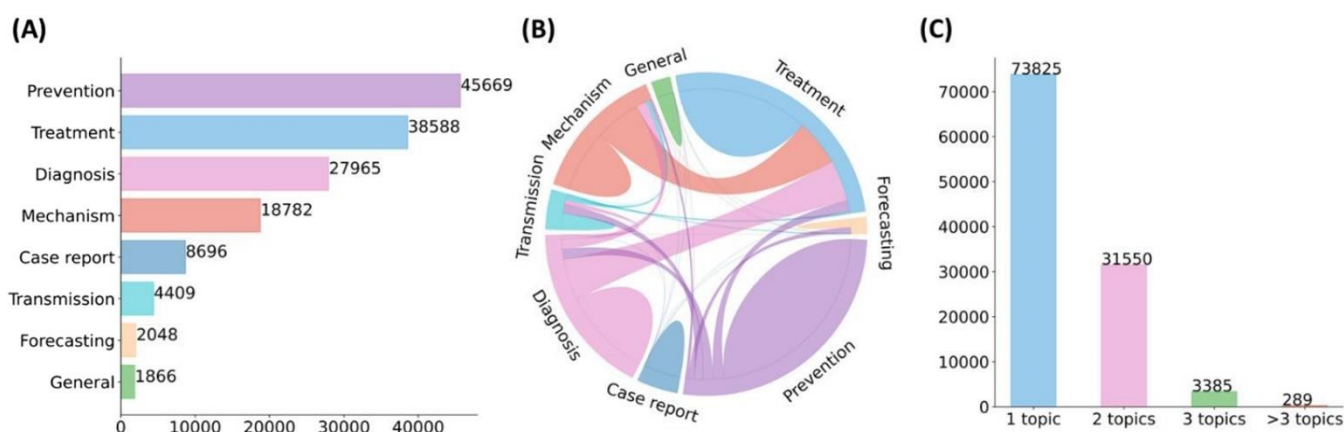 (A)
Prevention 45669
Treatment 38588
Diagnosis 27965
Mechanism 18782
Case report 8696
Transmission 4409
Forecasting 2048
General 1866
0 10000 20000 30000 40000
(B)
General
Treatment
Mechanism
Transmission
Forecasting
Diagnosis
Case report
Prevention
(C)
73825
70000
60000
50000
40000
31550
30000
20000
10000
3385
289
0
1 topic 2 topics 3 topics >3 topics